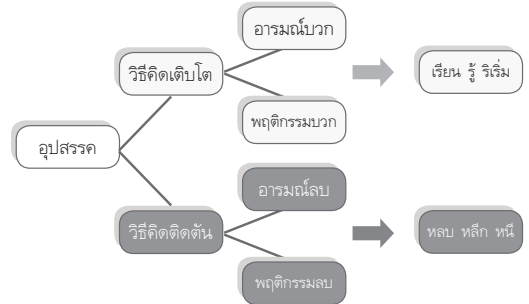 อารมณ์บวก
วิธีคิดเติบโต
เรียน รู้ ริเริ่ม
พฤติกรรมบวก
อุปสรรค
อารมณ์ลบ
วิธีคิดติดตัน
หลบ หลีก หนี
พฤติกรรมลบ